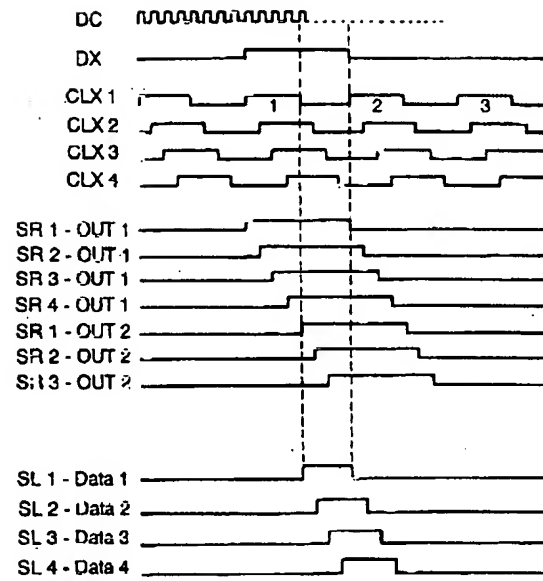 DC
DX
CLX 1
1 2 3
CLX 2
CLX 3
CLX 4
SR 1 - OUT 1
SR 2 - OUT 1
SR 3 - OUT 1
SR 4 - OUT 1
SR 1 - OUT 2
SR 2 - OUT 2
SR 3 - OUT 2
SL 1 - Data 1
SL 2 - Data 2
SL 3 - Data 3
SL 4 - Data 4